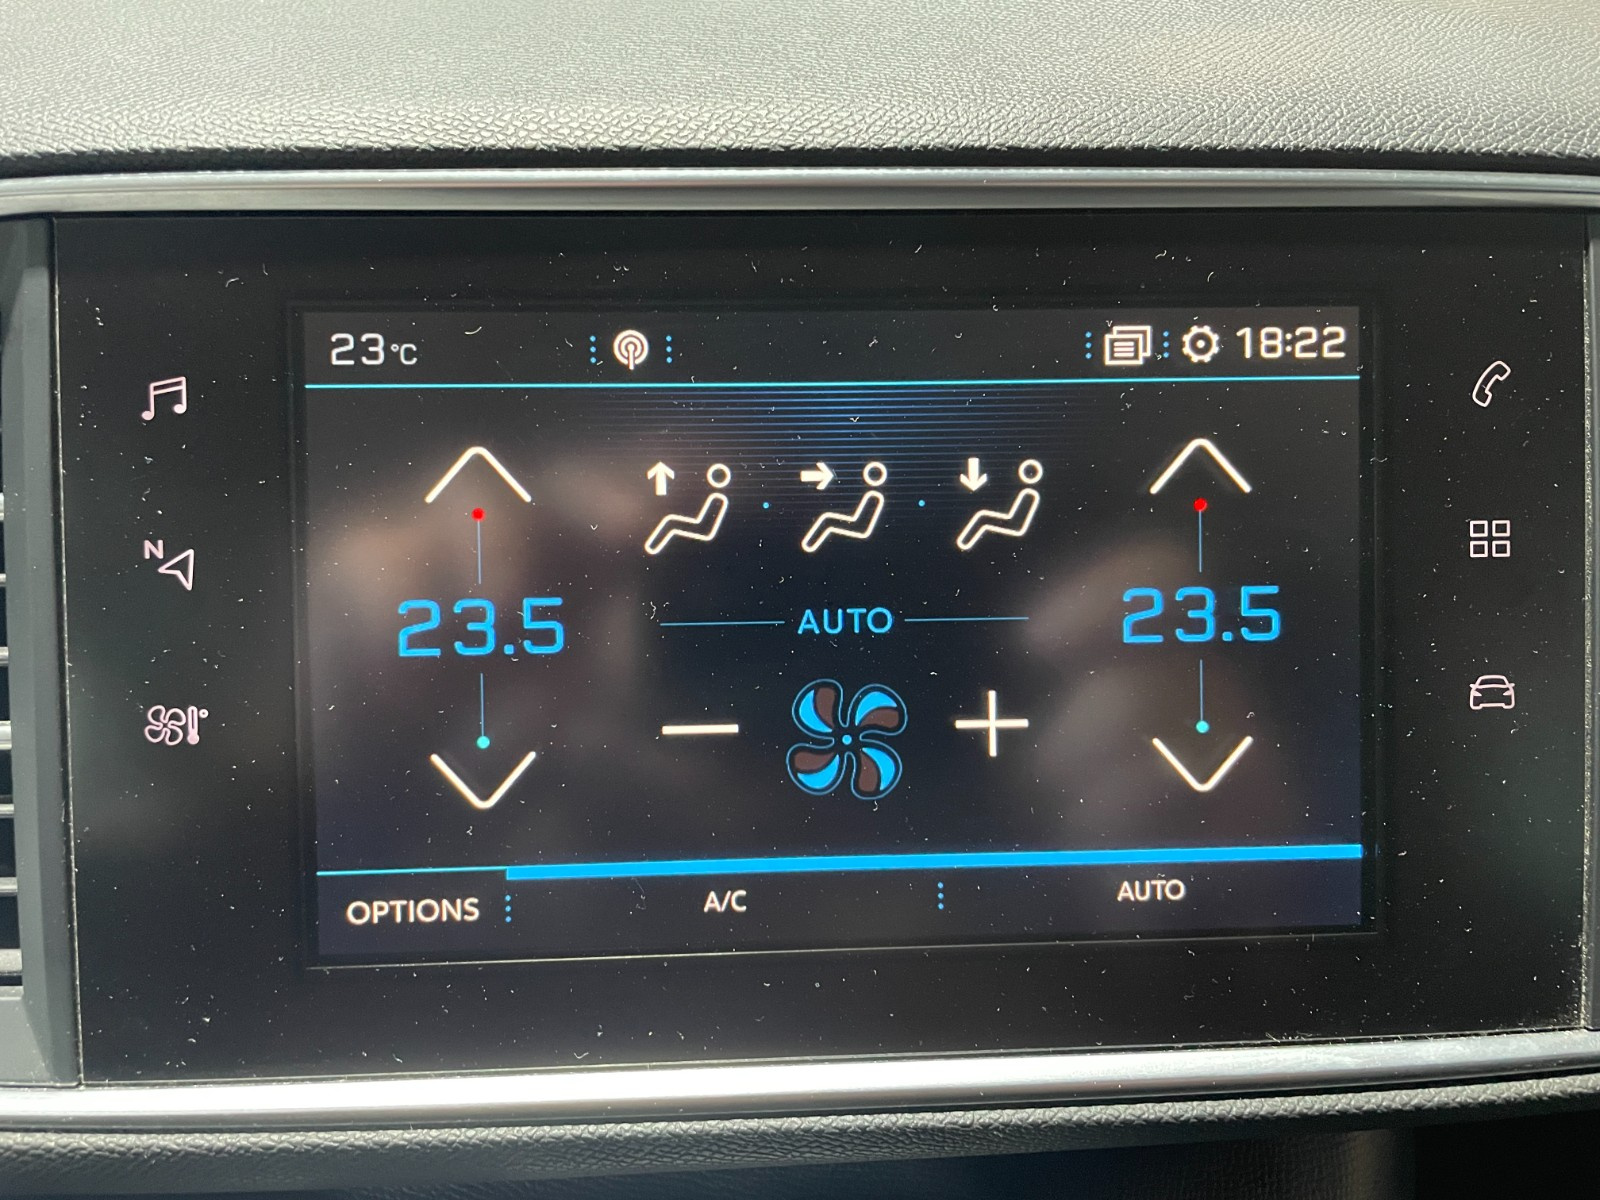 23°C 18:22
N
23.5 AUTO 23.5
OPTIONS A/C AUTO